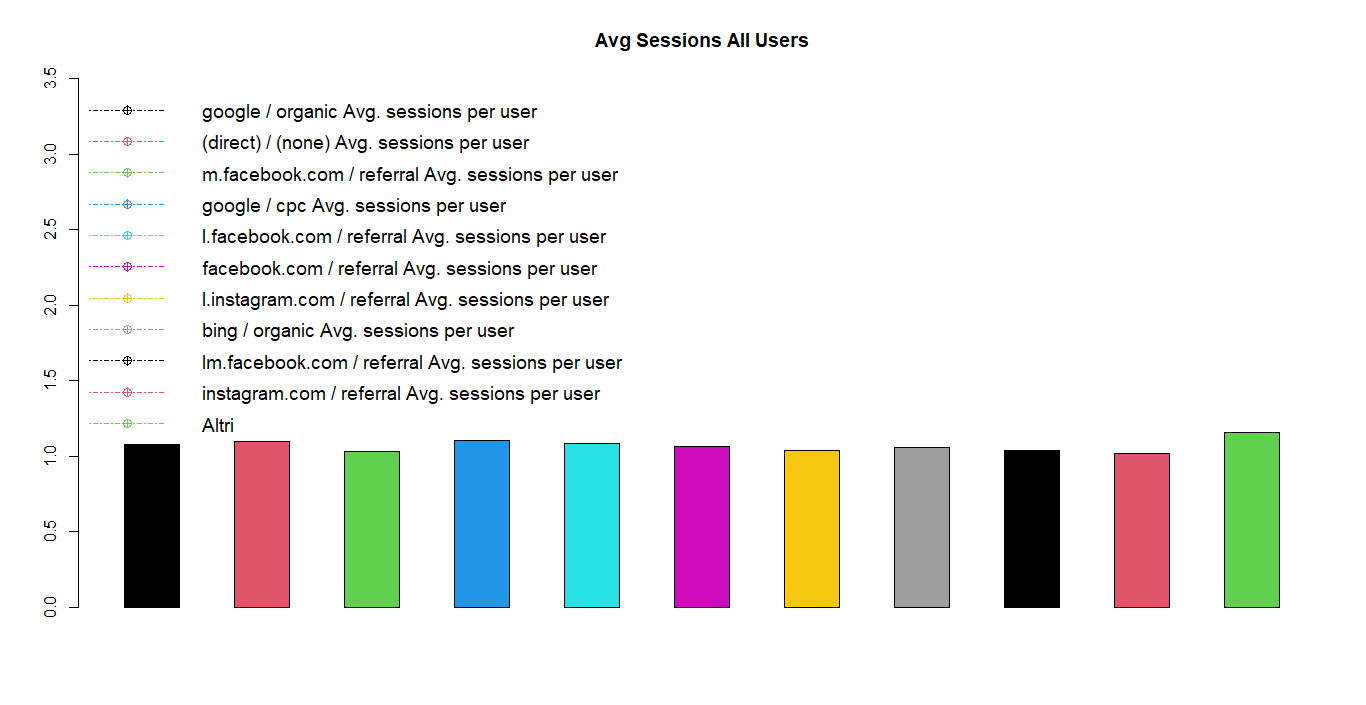 Avg Sessions All Users
3.5
3.0
2.5
2.0
1.5
1.0
0.5
0.0
google / organic Avg. sessions per user
(direct) / (none) Avg. sessions per user
m.facebook.com / referral Avg. sessions per user
google / cpc Avg. sessions per user
l.facebook.com / referral Avg. sessions per user
facebook.com / referral Avg. sessions per user
l.instagram.com / referral Avg. sessions per user
bing / organic Avg. sessions per user
lm.facebook.com / referral Avg. sessions per user
instagram.com / referral Avg. sessions per user
Altri